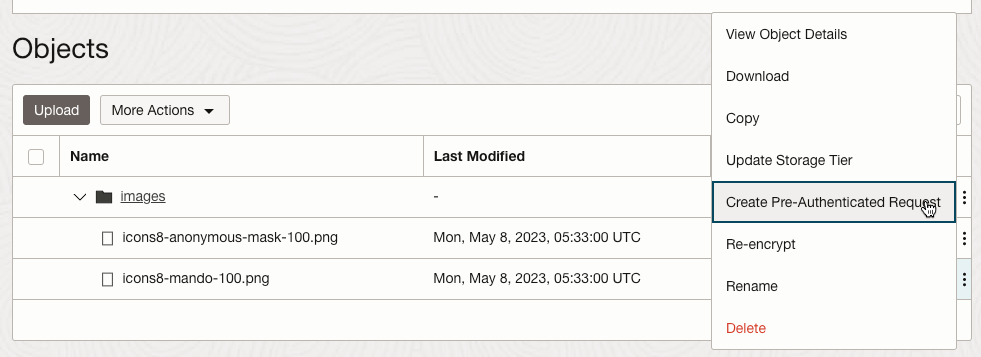 Objects
Upload
More Actions
Name
Last Modified
images
-
icons8-anonymous-mask-100.png
Mon, May 8, 2023, 05:33:00 UTC
icons8-mando-100.png
Mon, May 8, 2023, 05:33:00 UTC
View Object Details
Download
Copy
Update Storage Tier
Create Pre-Authenticated Request
Re-encrypt
Rename
Delete